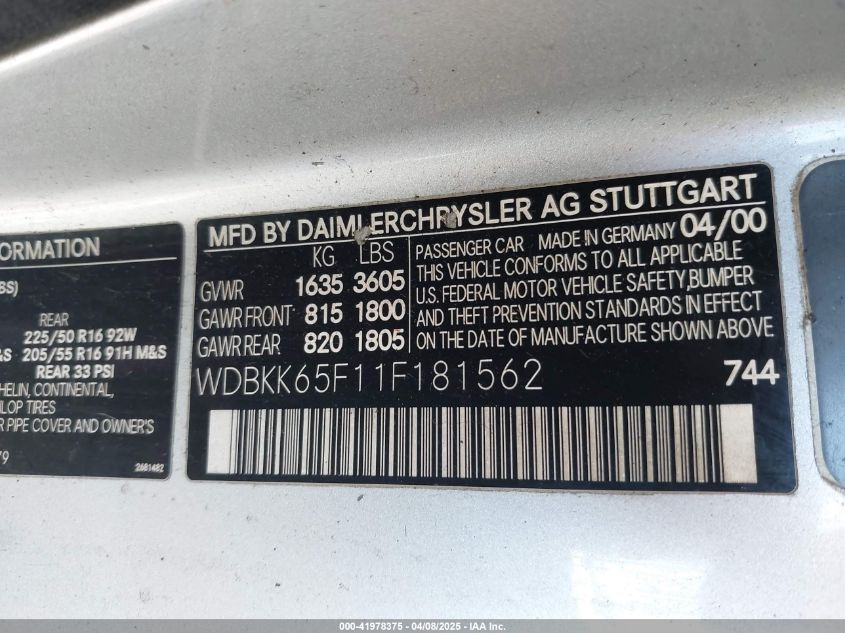 ORMATION
BS)
REAR
225/50 R16 92W
&S 205/55 R16 91H M&S
REAR 33 PSI
HELIN, CONTINENTAL,
LOP TIRES
R PIPE COVER AND OWNER'S
79
2681482
MFD BY DAIMLERCHRYSLER AG STUTTGART
KG LBS
GVWR 1635 3605
GAWR FRONT 815 1800
GAWR REAR 820 1805
PASSENGER CAR MADE IN GERMANY 04/00
THIS VEHICLE CONFORMS TO ALL APPLICABLE
U.S. FEDERAL MOTOR VEHICLE SAFETY,BUMPER
AND THEFT PREVENTION STANDARDS IN EFFECT
ON THE DATE OF MANUFACTURE SHOWN ABOVE
WDBKK65F11F181562 744
000-41978375 - 04/08/2025 - IAA Inc.